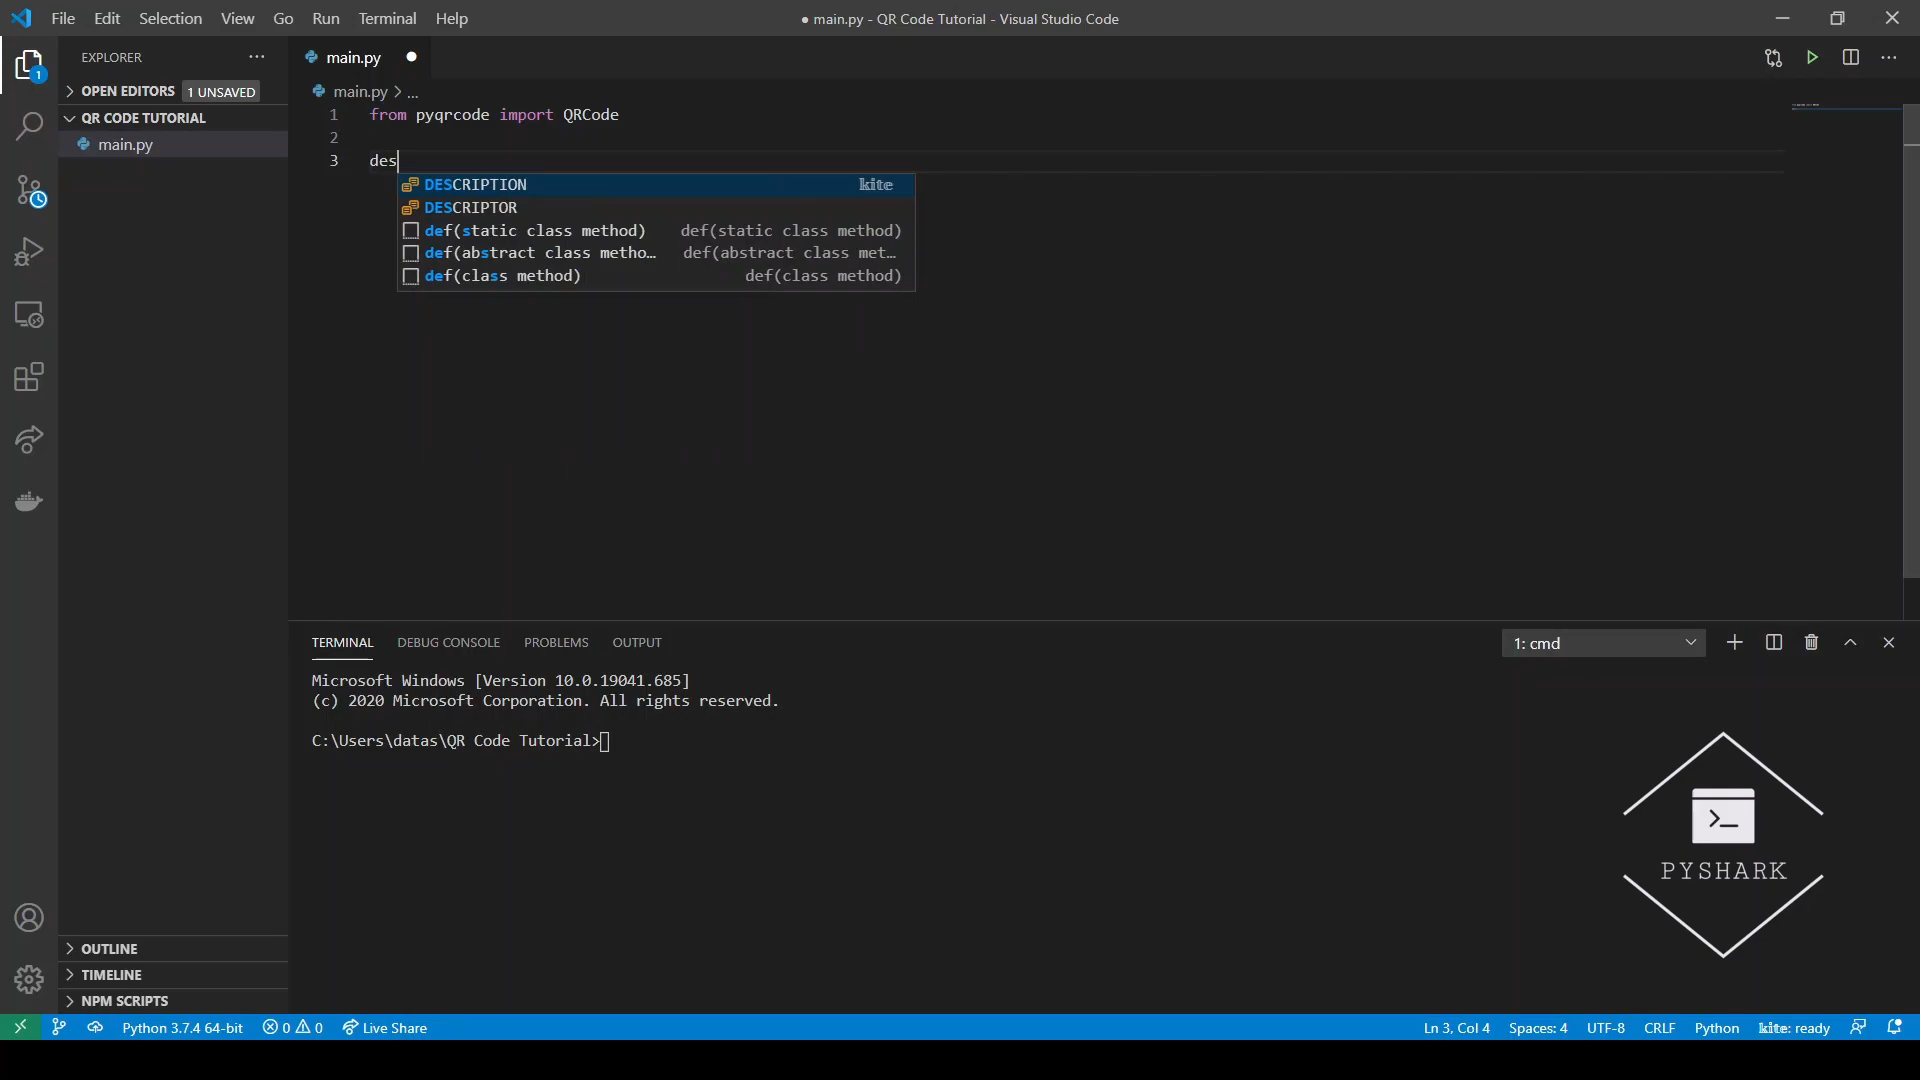 File Edit Selection View Go Run Terminal Help
● main.py - QR Code Tutorial - Visual Studio Code
EXPLORER
OPEN EDITORS 1 UNSAVED
QR CODE TUTORIAL
main.py
1
main.py
main.py > ...
1 from pyqrcode import QRCode
2
3 des
DESCRIPTION kite
DESCRIPTOR
def(static class method) def(static class method)
def(abstract class metho… def(abstract class met…
def(class method) def(class method)
TERMINAL DEBUG CONSOLE PROBLEMS OUTPUT
1: cmd
Microsoft Windows [Version 10.0.19041.685]
(c) 2020 Microsoft Corporation. All rights reserved.
C:\Users\datas\QR Code Tutorial>
PYSHARK
OUTLINE
TIMELINE
NPM SCRIPTS
Python 3.7.4 64-bit 0 0 Live Share
Ln 3, Col 4 Spaces: 4 UTF-8 CRLF Python kite: ready